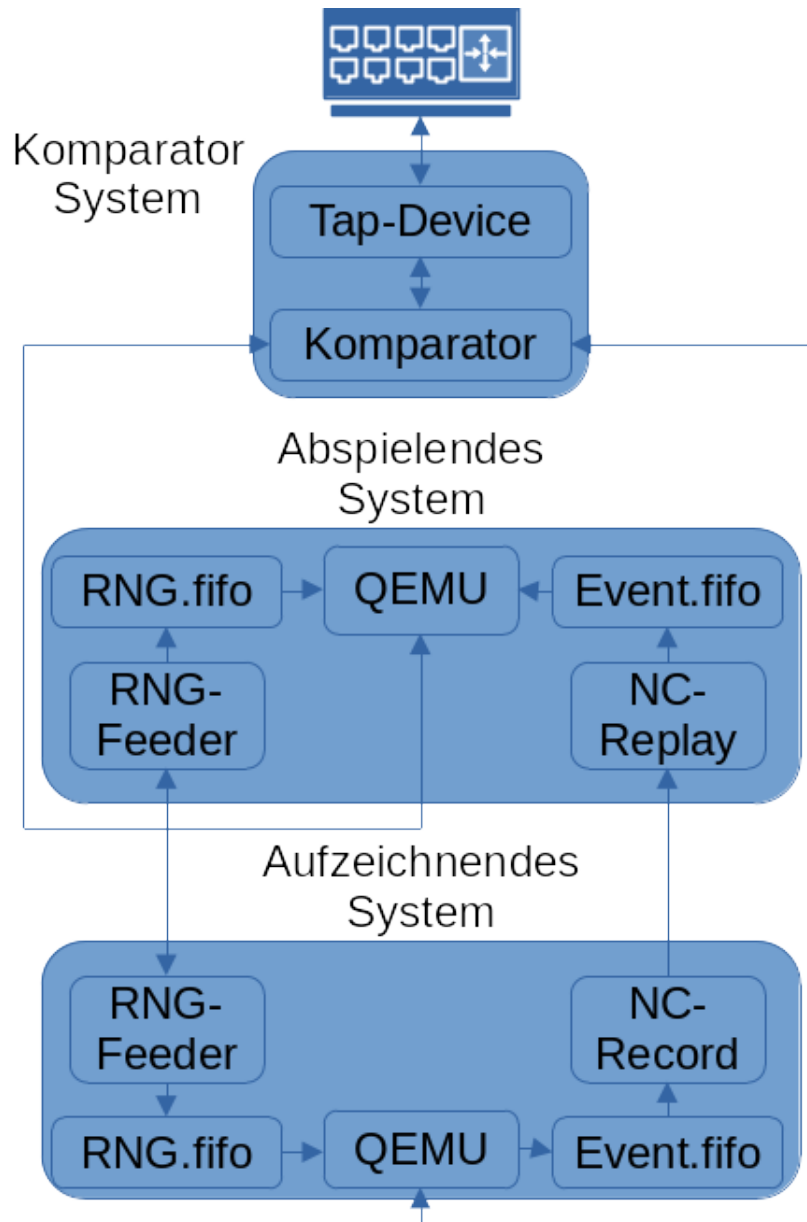 Komparator
System
Tap-Device
Komparator
Abspielendes
System
RNG.fifo
QEMU
Event.fifo
RNG-
Feeder
NC-
Replay
Aufzeichnendes
System
RNG-
Feeder
NC-
Record
RNG.fifo
QEMU
Event.fifo